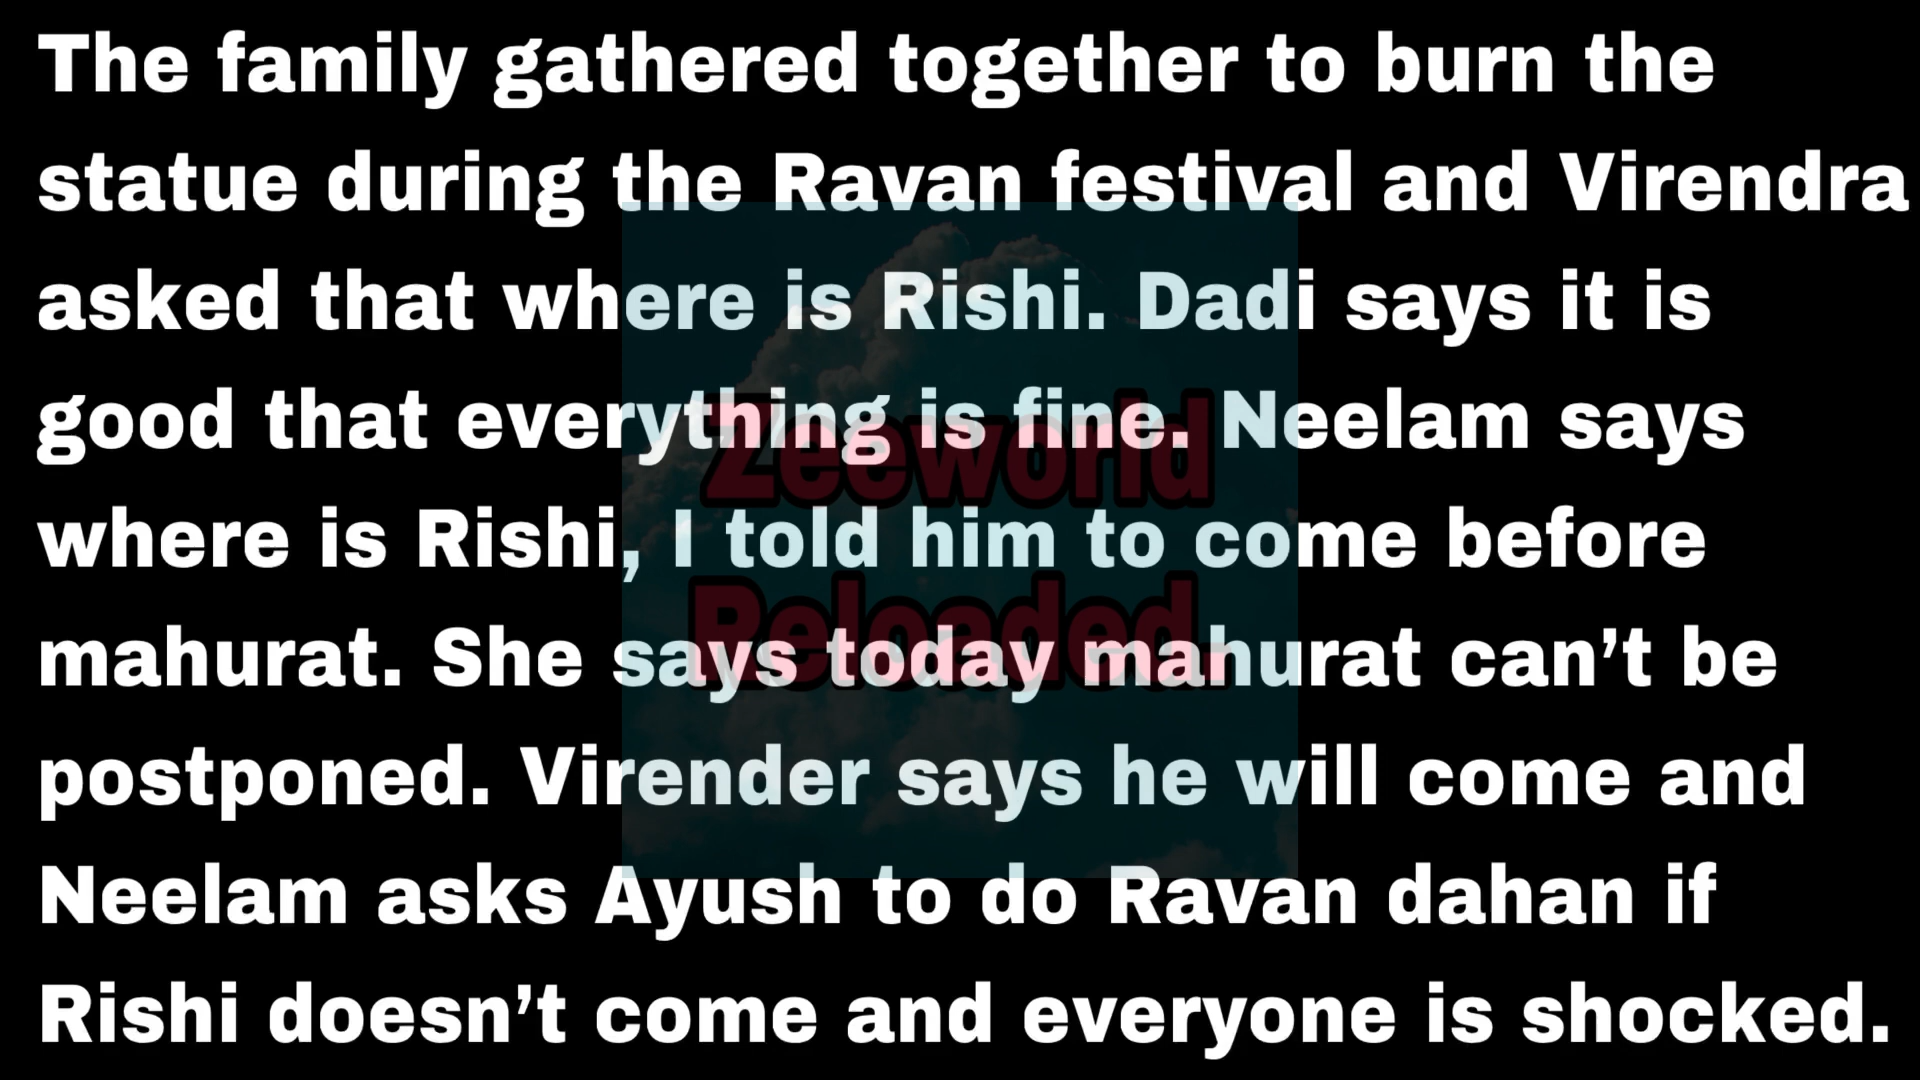 The family gathered together to burn the
statue during the Ravan festival and Virendra
asked that where is Rishi. Dadi says it is
good that everything is fine. Neelam says
where is Rishi, I told him to come before
mahurat. She says today mahurat can’t be
postponed. Virender says he will come and
Neelam asks Ayush to do Ravan dahan if
Rishi doesn’t come and everyone is shocked.
Zeeworld
Reloaded.